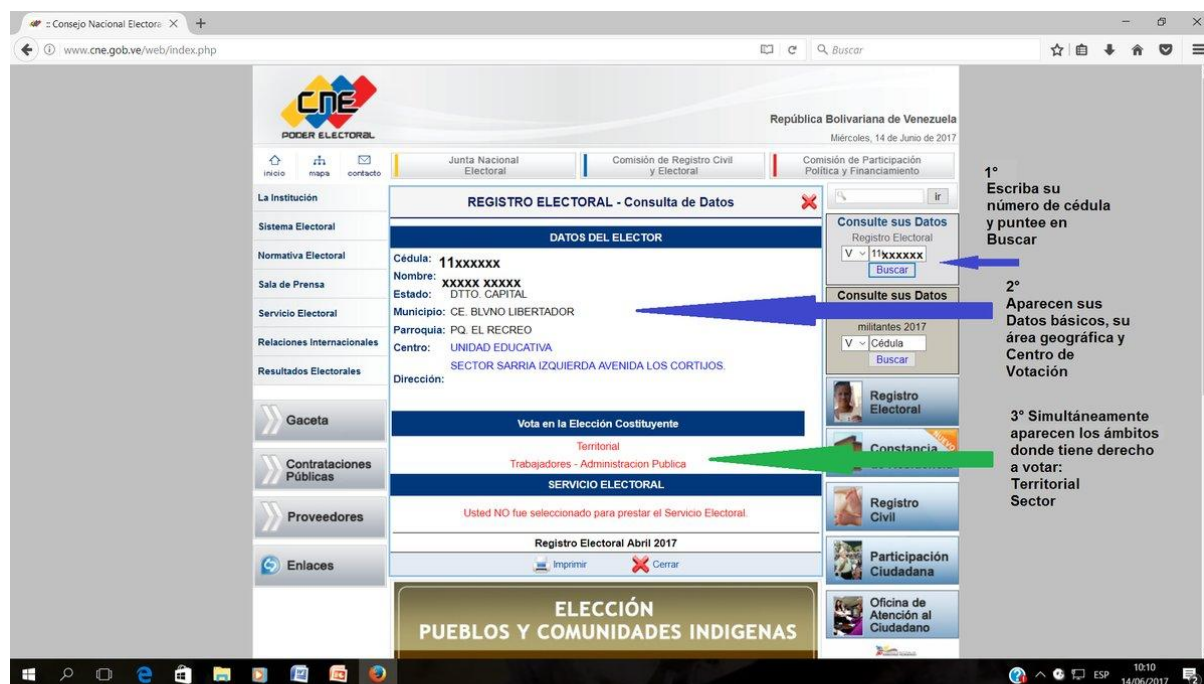 :: Consejo Nacional Electora
www.cne.gob.ve/web/index.php
Buscar
CNE
PODER ELECTORAL
República Bolivariana de Venezuela
Miércoles, 14 de Junio de 2017
inicio mapa contacto
Junta Nacional
Electoral
Comisión de Registro Civil
y Electoral
Comisión de Participación
Política y Financiamiento
La Institución
Sistema Electoral
Normativa Electoral
Sala de Prensa
Servicio Electoral
Relaciones Internacionales
Resultados Electorales
Gaceta
Contrataciones
Públicas
Proveedores
Enlaces
REGISTRO ELECTORAL - Consulta de Datos
DATOS DEL ELECTOR
Cédula: 11xxxxxx
Nombre: xxxxx xxxxx
Estado: DTTO. CAPITAL
Municipio: CE. BLVNO LIBERTADOR
Parroquia: PQ. EL RECREO
Centro: UNIDAD EDUCATIVA
SECTOR SARRIA IZQUIERDA AVENIDA LOS CORTIJOS.
Dirección:
Vota en la Elección Costituyente
Territorial
Trabajadores - Administracion Publica
SERVICIO ELECTORAL
Usted NO fue seleccionado para prestar el Servicio Electoral.
Registro Electoral Abril 2017
Imprimir Cerrar
ELECCIÓN
PUEBLOS Y COMUNIDADES INDIGENAS
ir
Consulte sus Datos
Registro Electoral
V 11xxxxxx
Buscar
Consulte sus Datos
militantes 2017
V Cédula
Buscar
Registro
Electoral
NUEVO
Constancia
de Residencia
Registro
Civil
Participación
Ciudadana
Oficina de
Atención al
Ciudadano
1°
Escriba su
número de cédula
y puntee en
Buscar
2°
Aparecen sus
Datos básicos, su
área geográfica y
Centro de
Votación
3° Simultáneamente
aparecen los ámbitos
donde tiene derecho
a votar:
Territorial
Sector
ESP
10:10
14/06/2017